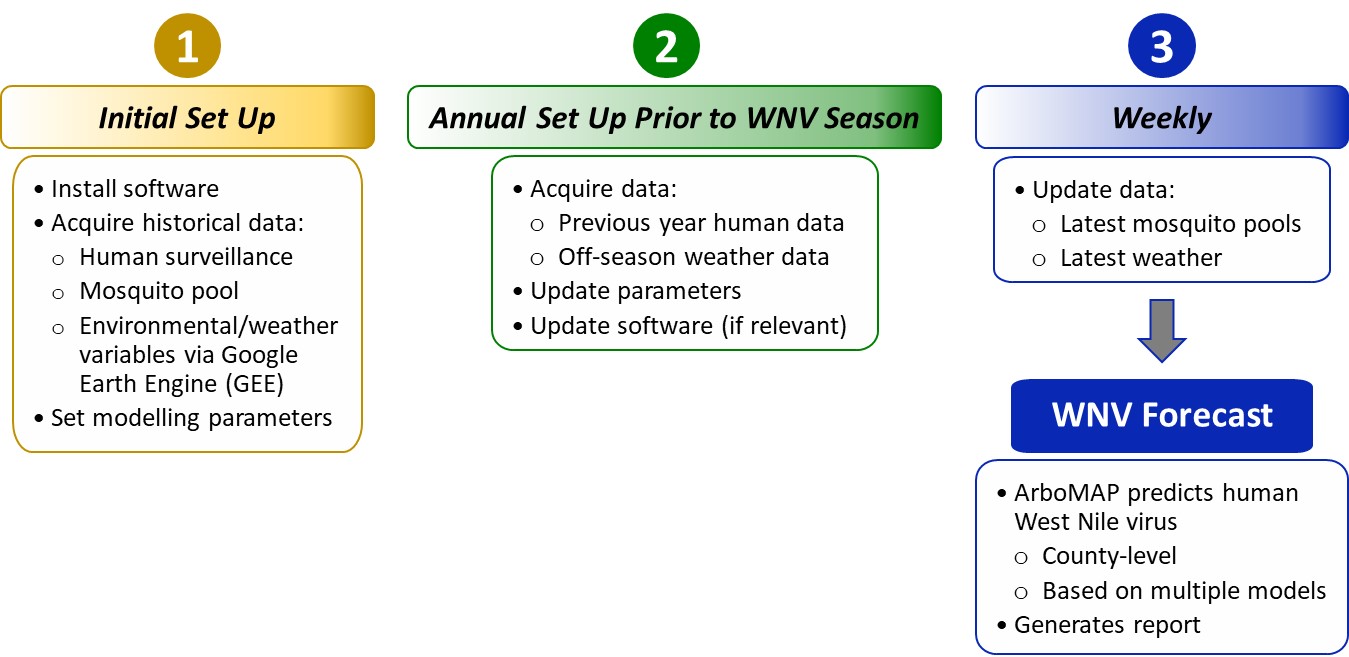 1
Initial Set Up
• Install software
• Acquire historical data:
o Human surveillance
o Mosquito pool
o Environmental/weather
variables via Google
Earth Engine (GEE)
• Set modelling parameters
2
Annual Set Up Prior to WNV Season
• Acquire data:
o Previous year human data
o Off-season weather data
• Update parameters
• Update software (if relevant)
3
Weekly
• Update data:
o Latest mosquito pools
o Latest weather
WNV Forecast
• ArboMAP predicts human
West Nile virus
o County-level
o Based on multiple models
• Generates report